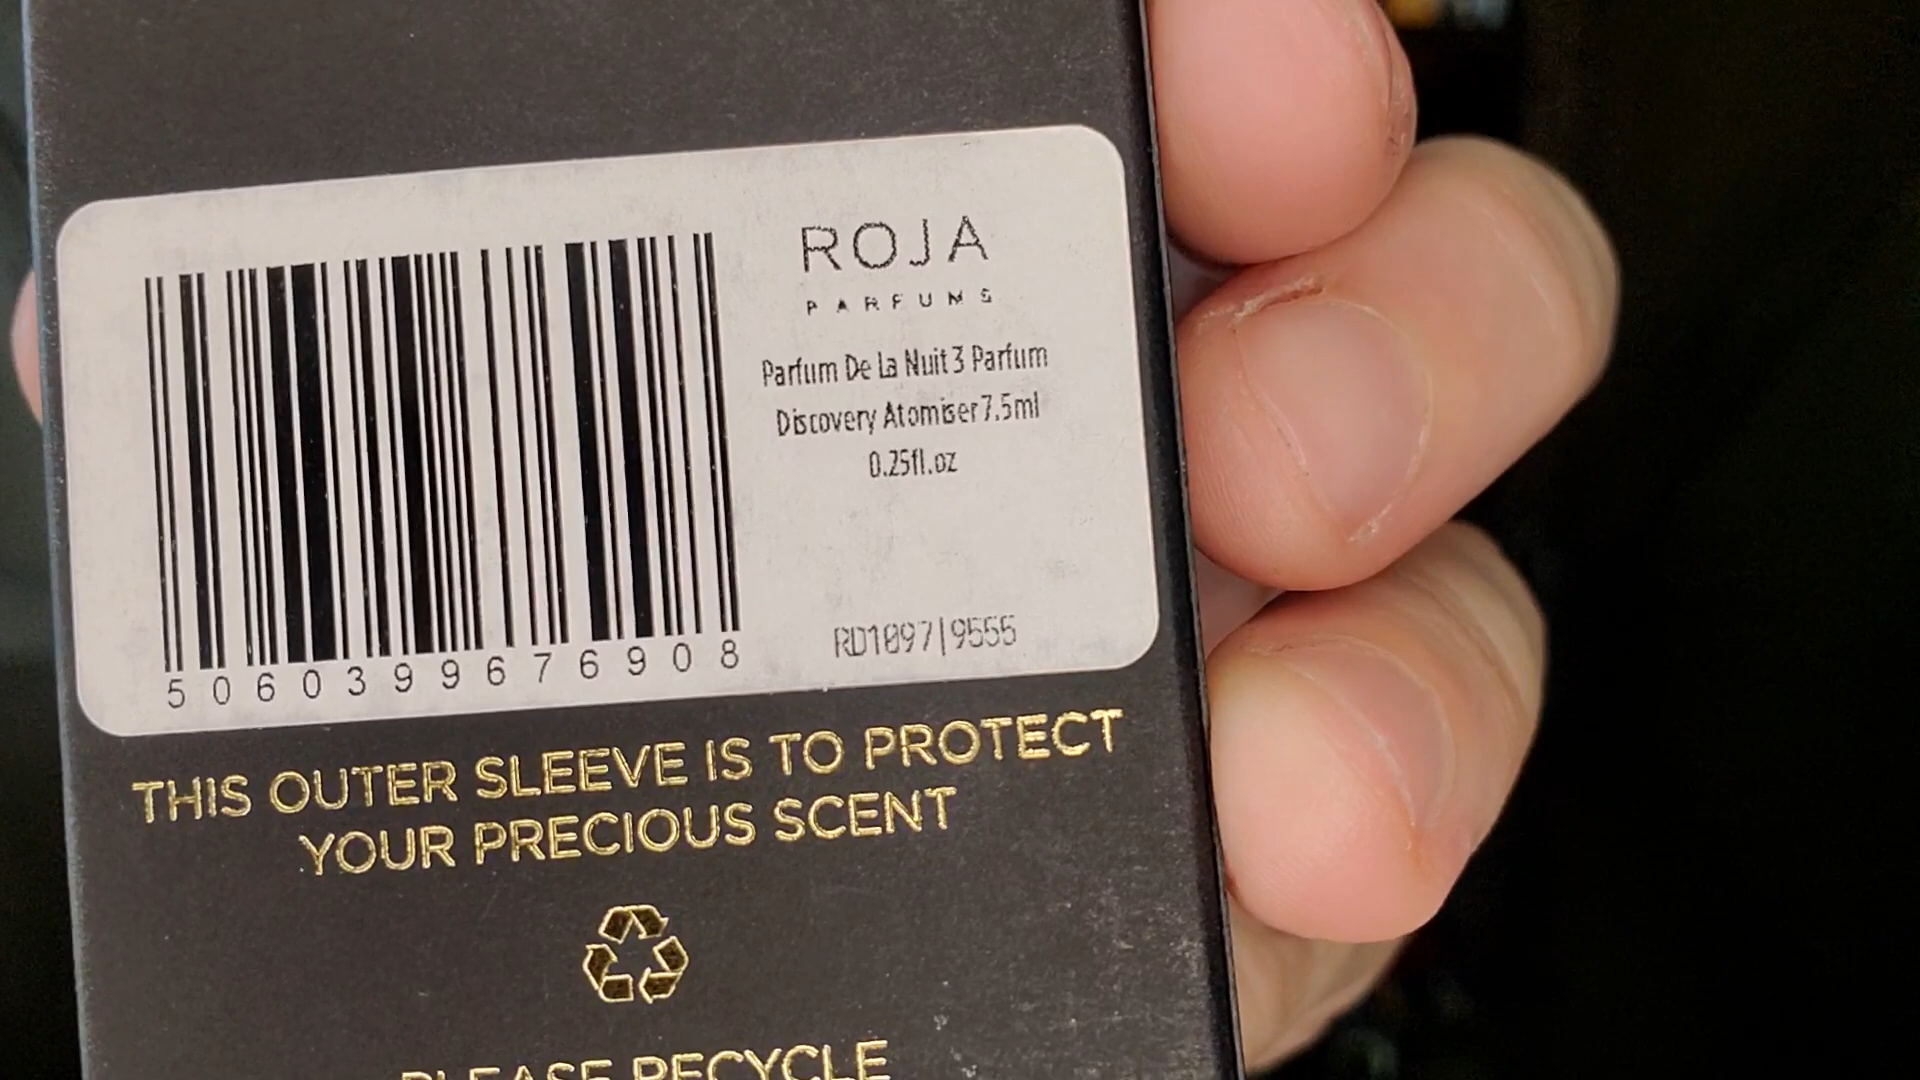 ROJA
PARFUMS
Parfum De La Nuit 3 Parfum
Discovery Atomiser 7.5ml
0.25fl.oz
RD1097|9555
5060399676908
THIS OUTER SLEEVE IS TO PROTECT
YOUR PRECIOUS SCENT
PLEASE RECYCLE